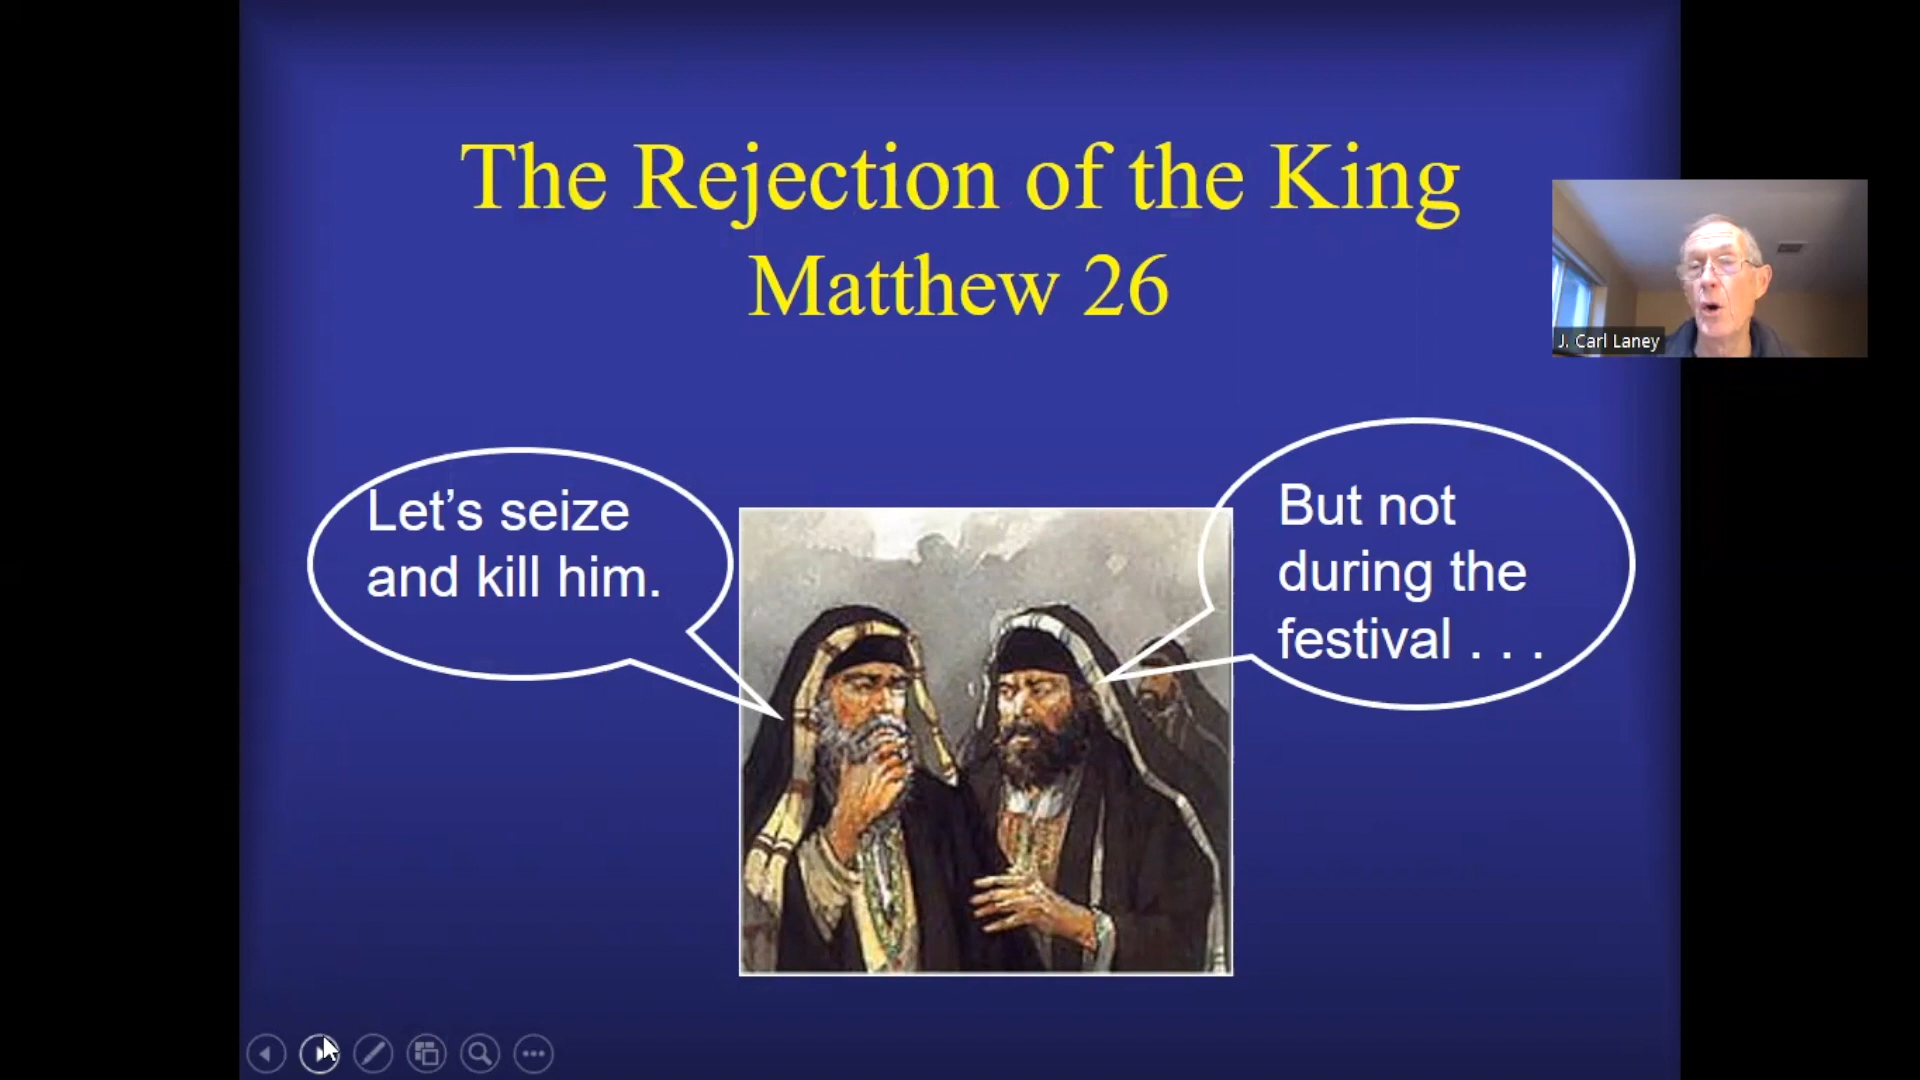 The Rejection of the King
Matthew 26
J. Carl Laney
Let’s seize
and kill him.
But not
during the
festival . . .